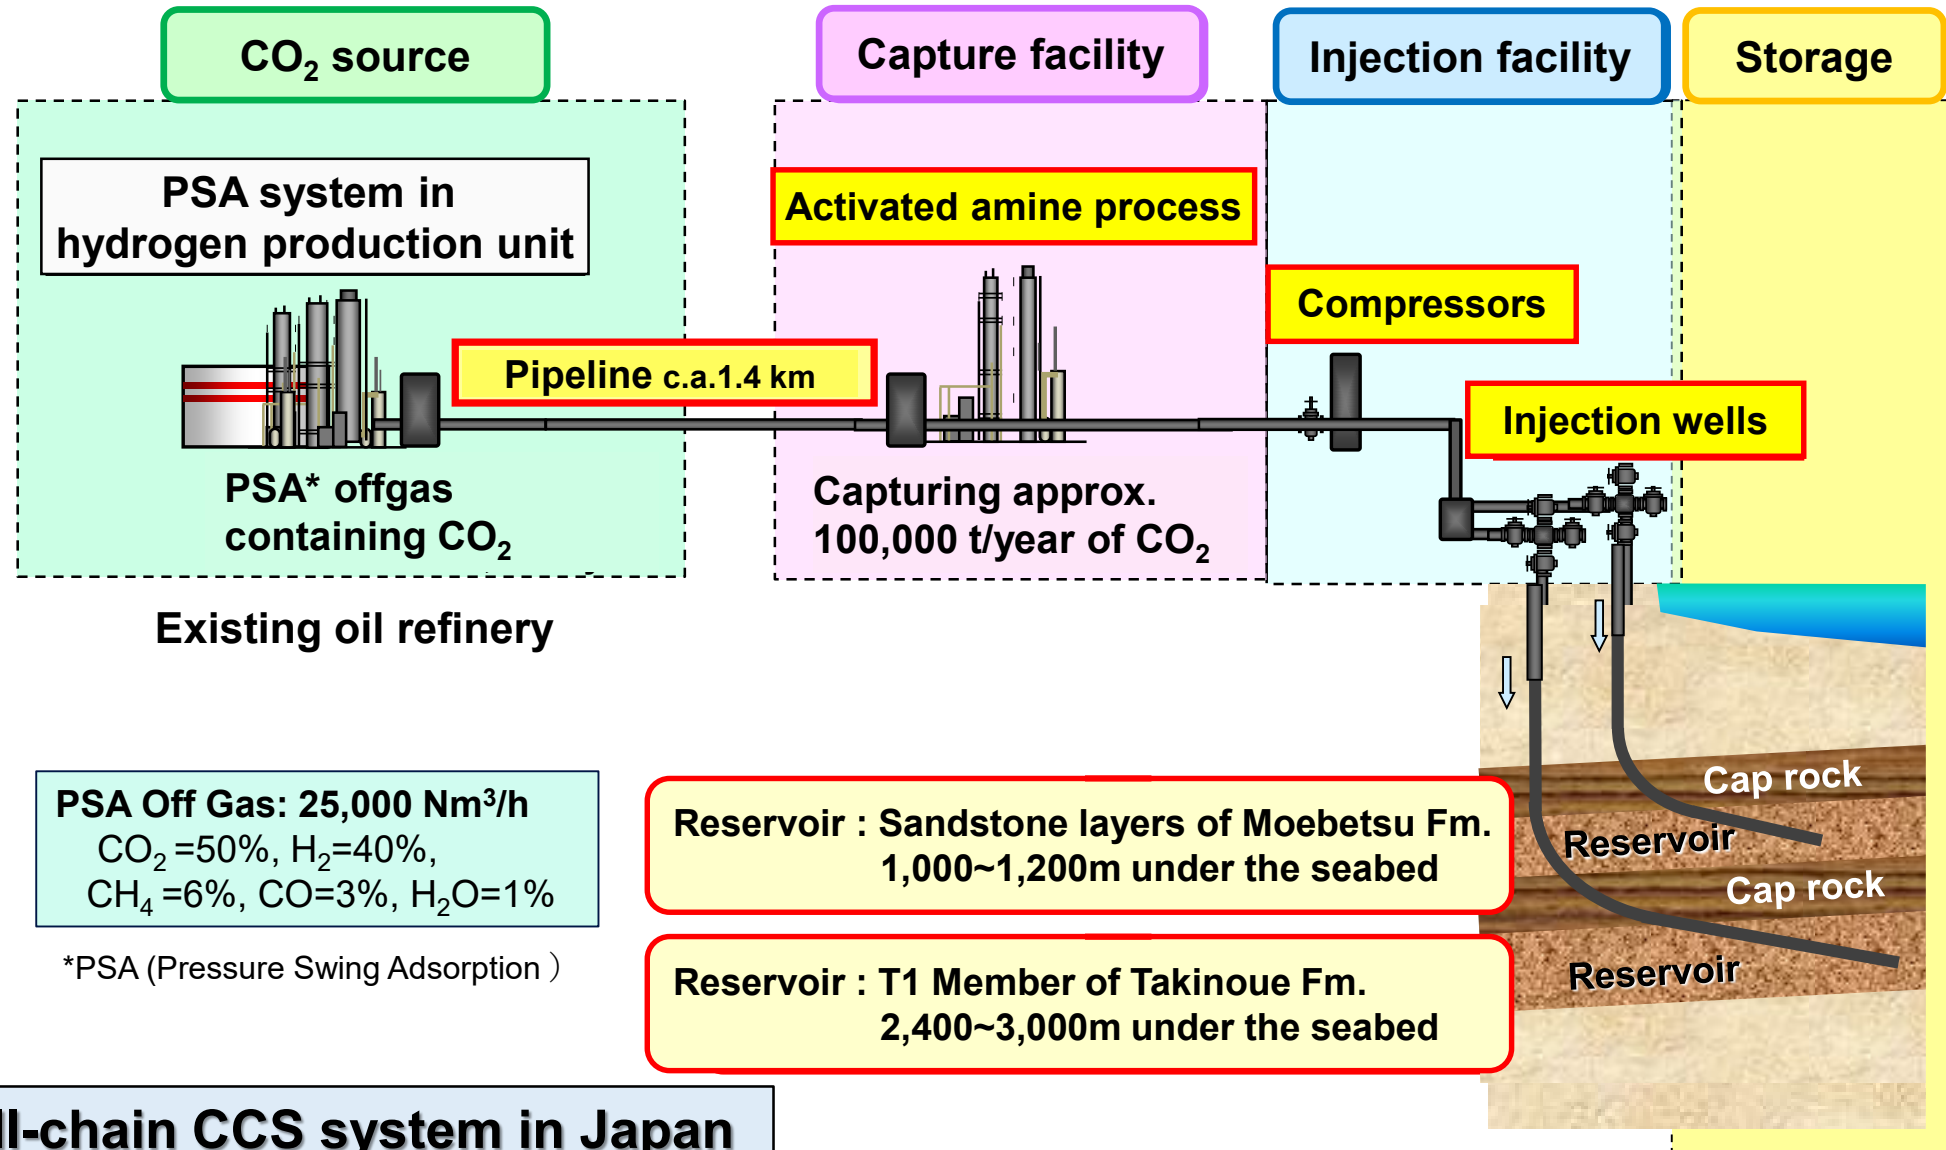 CO₂ source
Capture facility
Injection facility
Storage
PSA system in
hydrogen production unit
Activated amine process
Compressors
Pipeline c.a.1.4 km
Injection wells
PSA* offgas
containing CO₂
Capturing approx.
100,000 t/year of CO₂
Existing oil refinery
PSA Off Gas: 25,000 Nm³/h
CO₂ =50%, H₂=40%,
CH₄ =6%, CO=3%, H₂O=1%
*PSA (Pressure Swing Adsorption )
Reservoir : Sandstone layers of Moebetsu Fm.
1,000~1,200m under the seabed
Reservoir : T1 Member of Takinoue Fm.
2,400~3,000m under the seabed
Cap rock
Reservoir
Cap rock
Reservoir
ll-chain CCS system in Japan